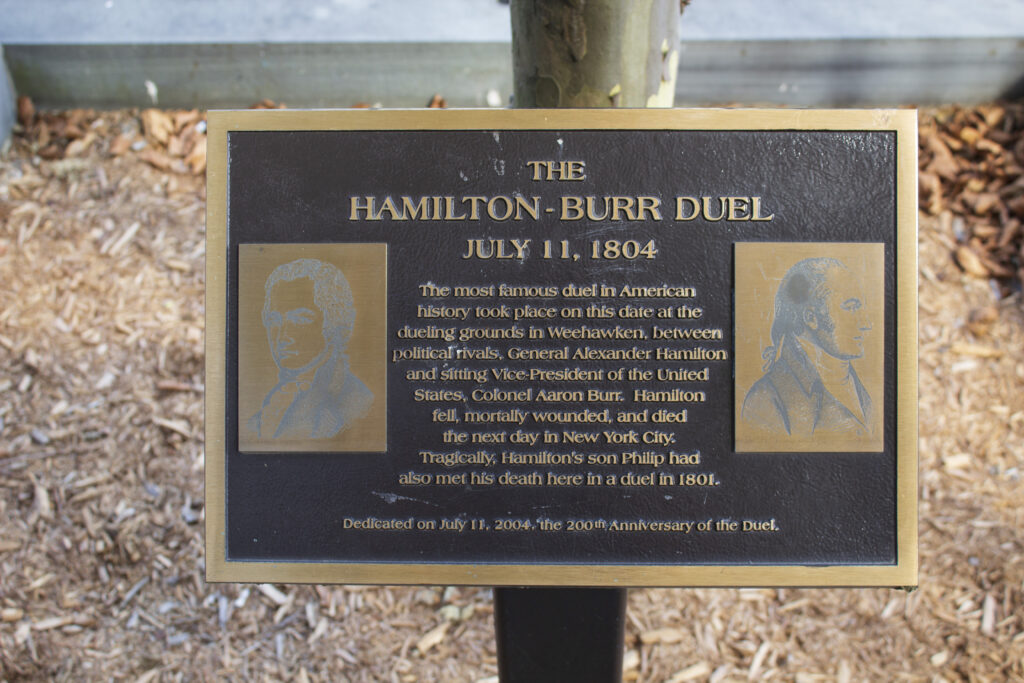 THE
HAMILTON-BURR DUEL
JULY 11, 1804
The most famous duel in American
history took place on this date at the
dueling grounds in Weehawken, between
political rivals, General Alexander Hamilton
and sitting Vice-President of the United
States, Colonel Aaron Burr. Hamilton
fell, mortally wounded, and died
the next day in New York City.
Tragically, Hamilton's son Philip had
also met his death here in a duel in 1801.
Dedicated on July 11, 2004, the 200th Anniversary of the Duel.